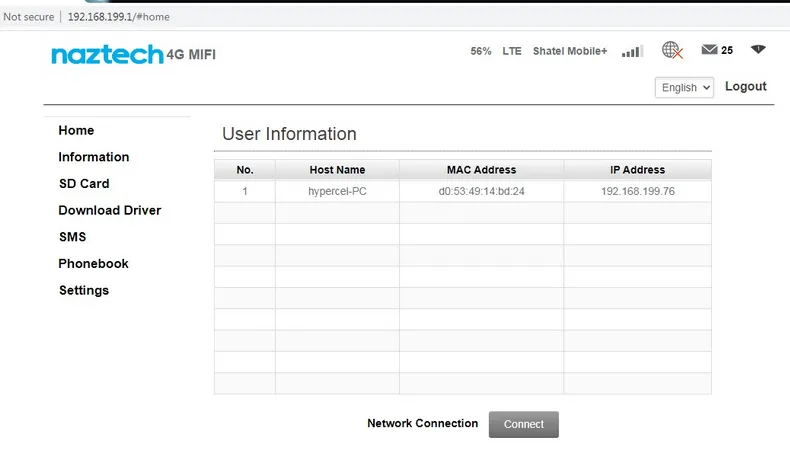 Not secure 192.168.199.1/#home
naztech 4G MIFI 56% LTE Shatel Mobile+ 25
English Logout
Home
Information
SD Card
Download Driver
SMS
Phonebook
Settings
User Information
No. Host Name MAC Address IP Address
1 hypercel-PC d0:53:49:14:bd:24 192.168.199.76
Network Connection Connect